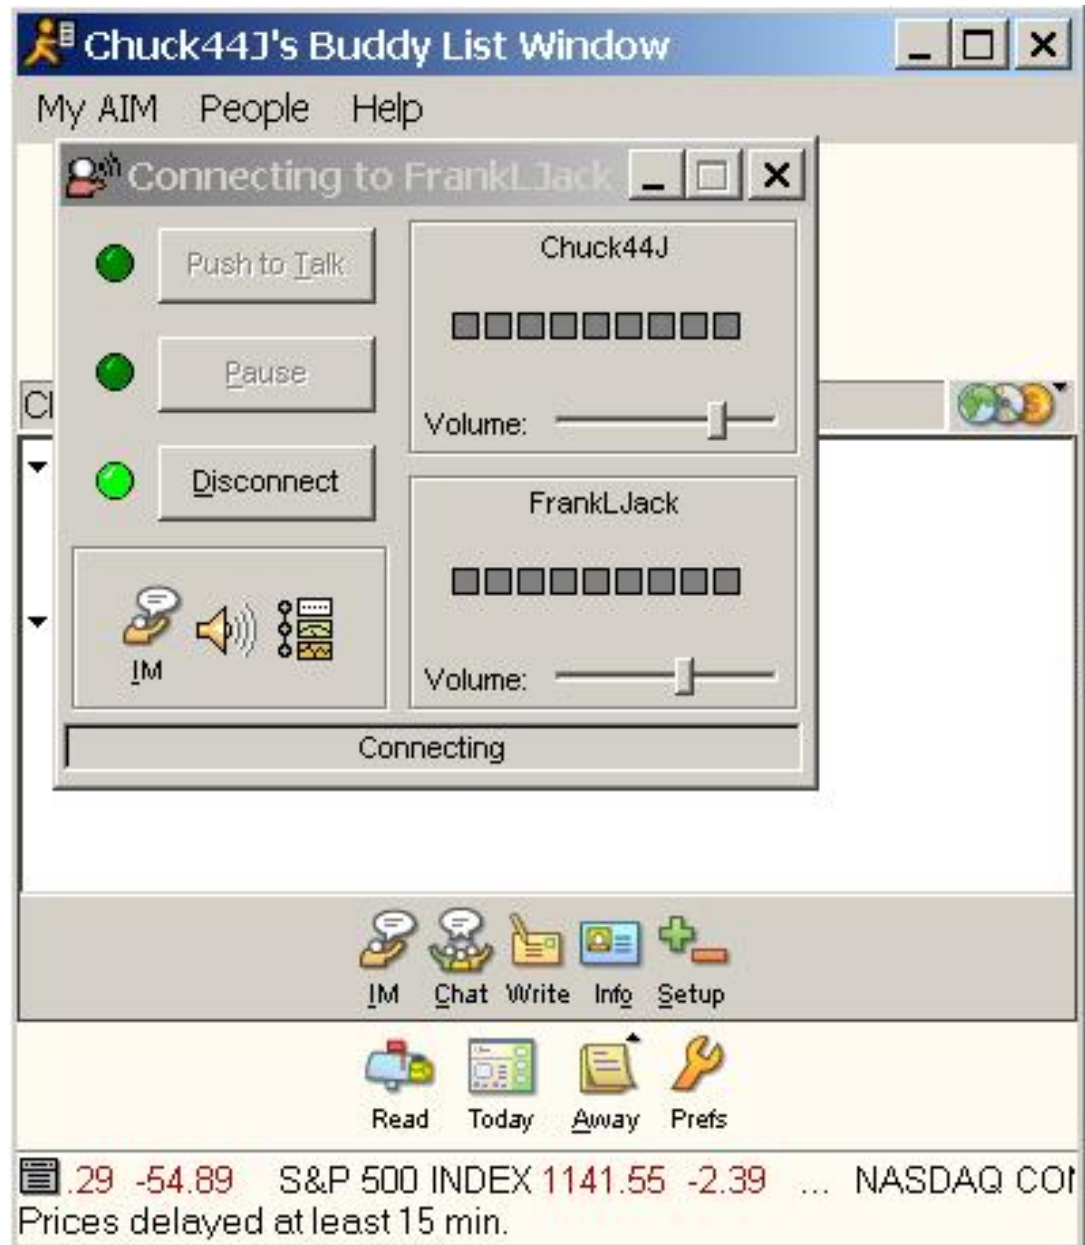 Chuck44J's Buddy List Window
My AIM People Help
Connecting to FrankLJack
Push to Talk
Chuck44J
Pause
Volume:
Disconnect
FrankLJack
IM
Volume:
Connecting
IM Chat Write Info Setup
Read Today Away Prefs
.29 -54.89 S&P 500 INDEX 1141.55 -2.39 ... NASDAQ COM
Prices delayed at least 15 min.